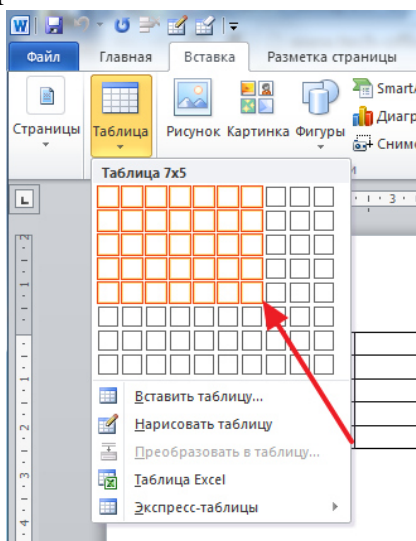 Файл Главная Вставка Разметка страницы
Страницы Таблица Рисунок Картинка Фигуры
Таблица 7x5
Вставить таблицу...
Нарисовать таблицу
Преобразовать в таблицу...
Таблица Excel
Экспресс-таблицы